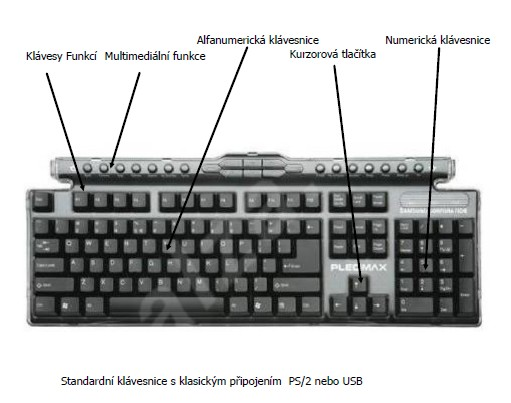 Alfanumerická klávesnice
Numerická klávesnice
Klávesy Funkcí
Multimediální funkce
Kurzorová tlačítka
PLEOMAX
Standardní klávesnice s klasickým připojením PS/2 nebo USB